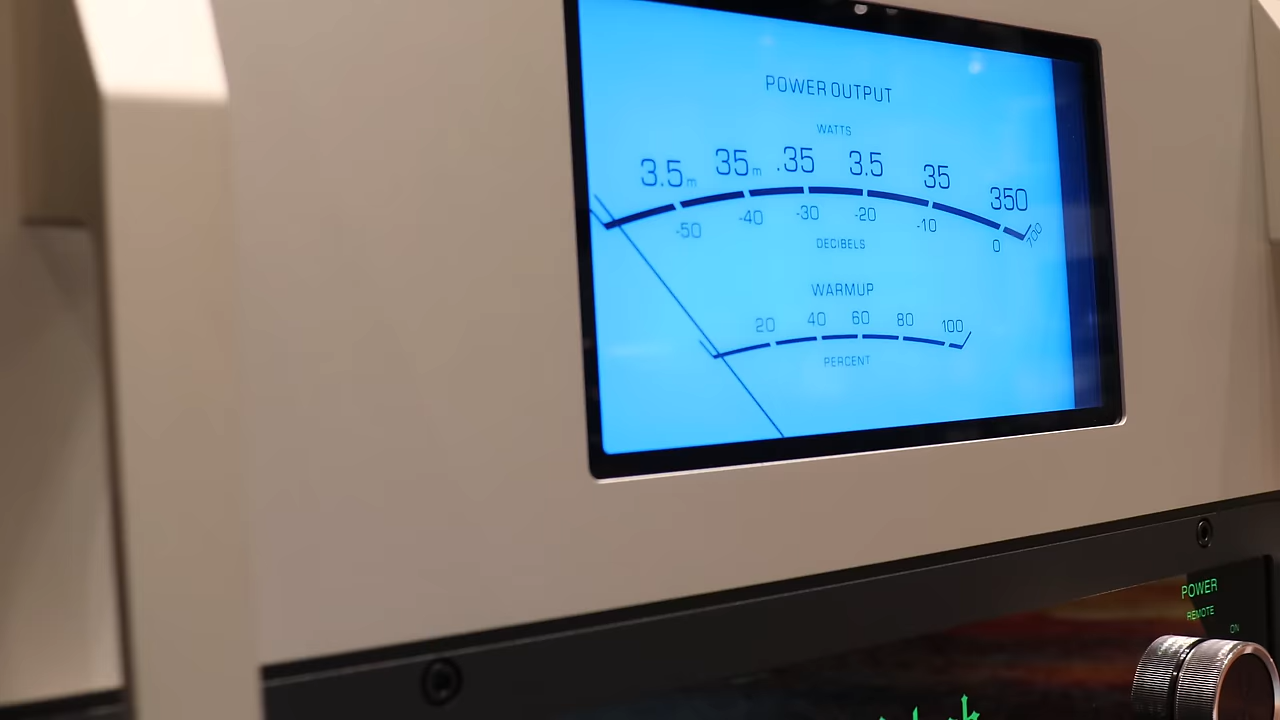 POWER OUTPUT
WATTS
3.5m 35m .35 3.5 35 350 700
-50 -40 -30 -20 -10 0
DECIBELS
WARMUP
20 40 60 80 100
PERCENT
POWER
REMOTE
ON